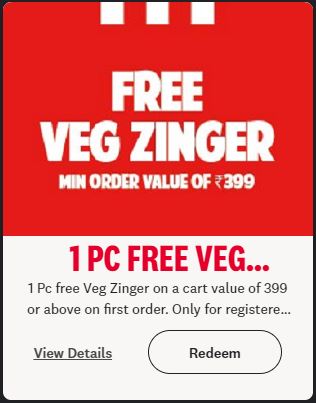 FREE
VEG ZINGER
MIN ORDER VALUE OF ₹399
1 PC FREE VEG...
1 Pc free Veg Zinger on a cart value of 399
or above on first order. Only for registere...
View Details
Redeem